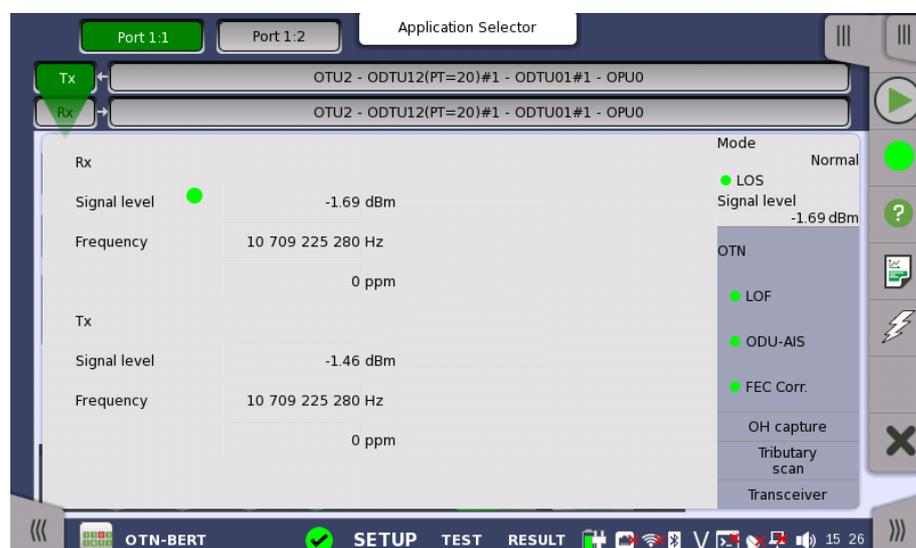 Port 1:1
Port 1:2
Application Selector
Tx
OTU2 - ODTU12(PT=20)#1 - ODTU01#1 - OPU0
Rx
OTU2 - ODTU12(PT=20)#1 - ODTU01#1 - OPU0
Rx
Signal level
-1.69 dBm
Frequency
10 709 225 280 Hz
0 ppm
Tx
Signal level
-1.46 dBm
Frequency
10 709 225 280 Hz
0 ppm
Mode
Normal
LOS
Signal level
-1.69 dBm
OTN
LOF
ODU-AIS
FEC Corr.
OH capture
Tributary
scan
Transceiver
?
OTN-BERT
SETUP
TEST
RESULT
V
15 26